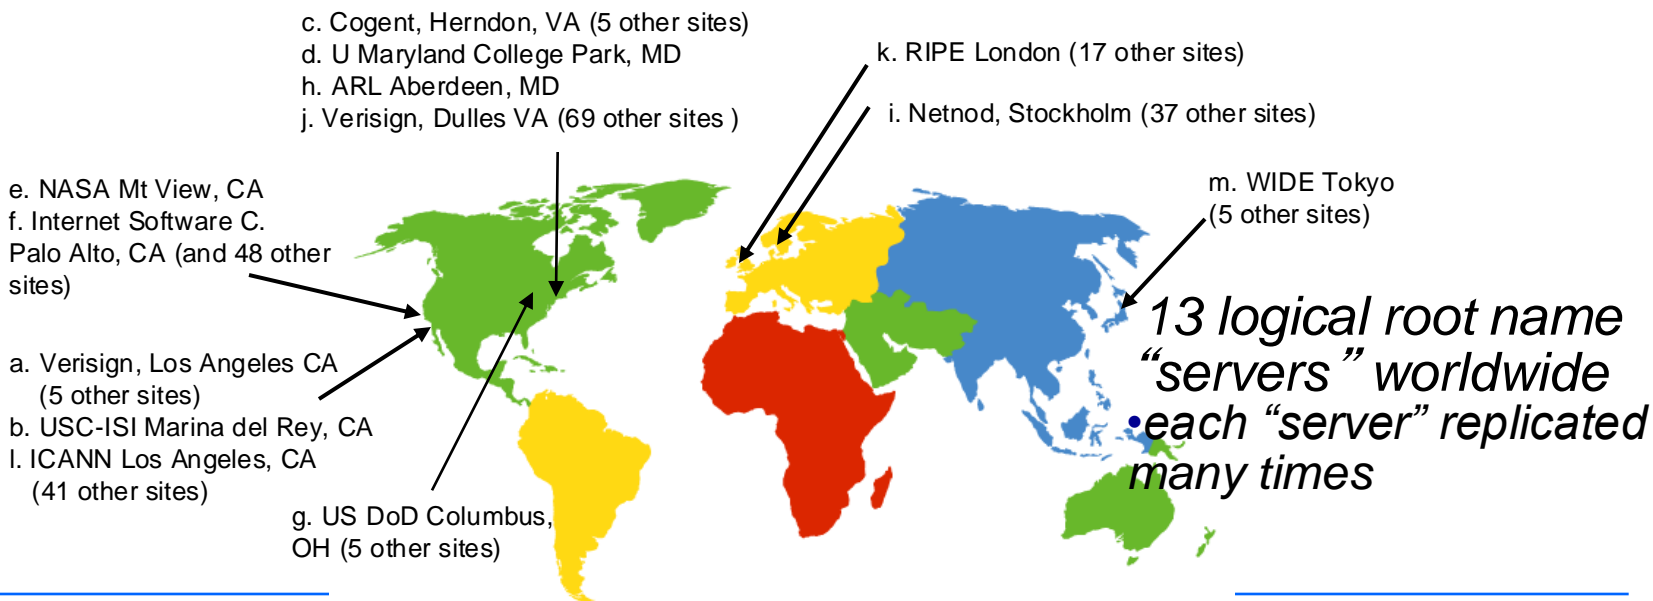 c. Cogent, Herndon, VA (5 other sites)
d. U Maryland College Park, MD
h. ARL Aberdeen, MD
j. Verisign, Dulles VA (69 other sites )
k. RIPE London (17 other sites)
i. Netnod, Stockholm (37 other sites)
m. WIDE Tokyo
(5 other sites)
e. NASA Mt View, CA
f. Internet Software C.
Palo Alto, CA (and 48 other
sites)
a. Verisign, Los Angeles CA
(5 other sites)
b. USC-ISI Marina del Rey, CA
l. ICANN Los Angeles, CA
(41 other sites)
g. US DoD Columbus,
OH (5 other sites)
13 logical root name
“servers” worldwide
•each “server” replicated
many times